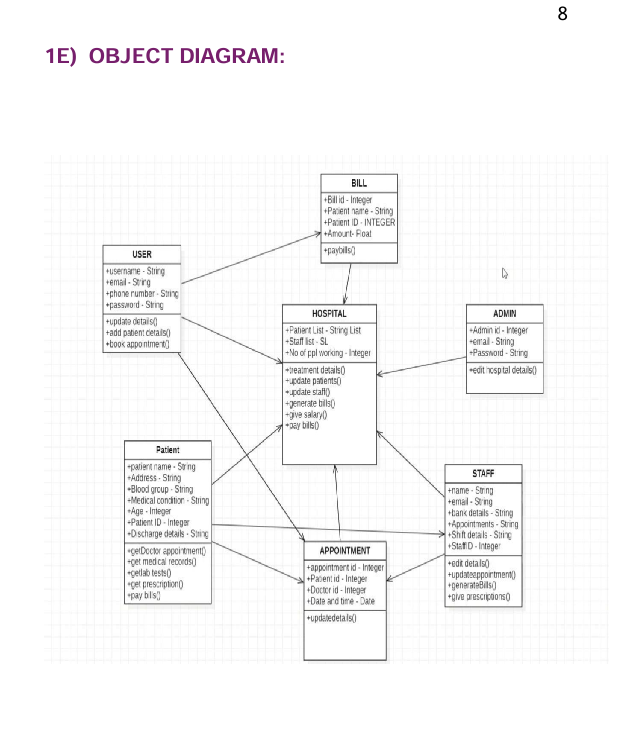 8
1E) OBJECT DIAGRAM:
BILL
+Bill id - Integer
+Patient name - String
+Patient ID - INTEGER
+Amount- Float
+paybills()
USER
+username - String
+email - String
+phone number - String
+password - String
+update details()
+add patient details()
+book appointment()
HOSPITAL
+Patient List - String List
+Staff list - SL
+No of ppl working - Integer
+treatment details()
+update patients()
+update staff()
+generate bills()
+give salary()
+pay bills()
ADMIN
+Admin id - Integer
+email - String
+Password - String
+edit hospital details()
Patient
+patient name - String
+Address - String
+Blood group - String
+Medical condition - String
+Age - Integer
+Patient ID - Integer
+Discharge details - String
+getDoctor appointment()
+get medical records()
+getlab tests()
+get prescription()
+pay bills()
STAFF
+name - String
+email - String
+bank details - String
+Appointments - String
+Shift details - String
+StaffID - Integer
+edit details()
+updateappointment()
+generateBills()
+give prescriptions()
APPOINTMENT
+appointment id - Integer
+Patient id - Integer
+Doctor id - Integer
+Date and time - Date
+updatedetails()